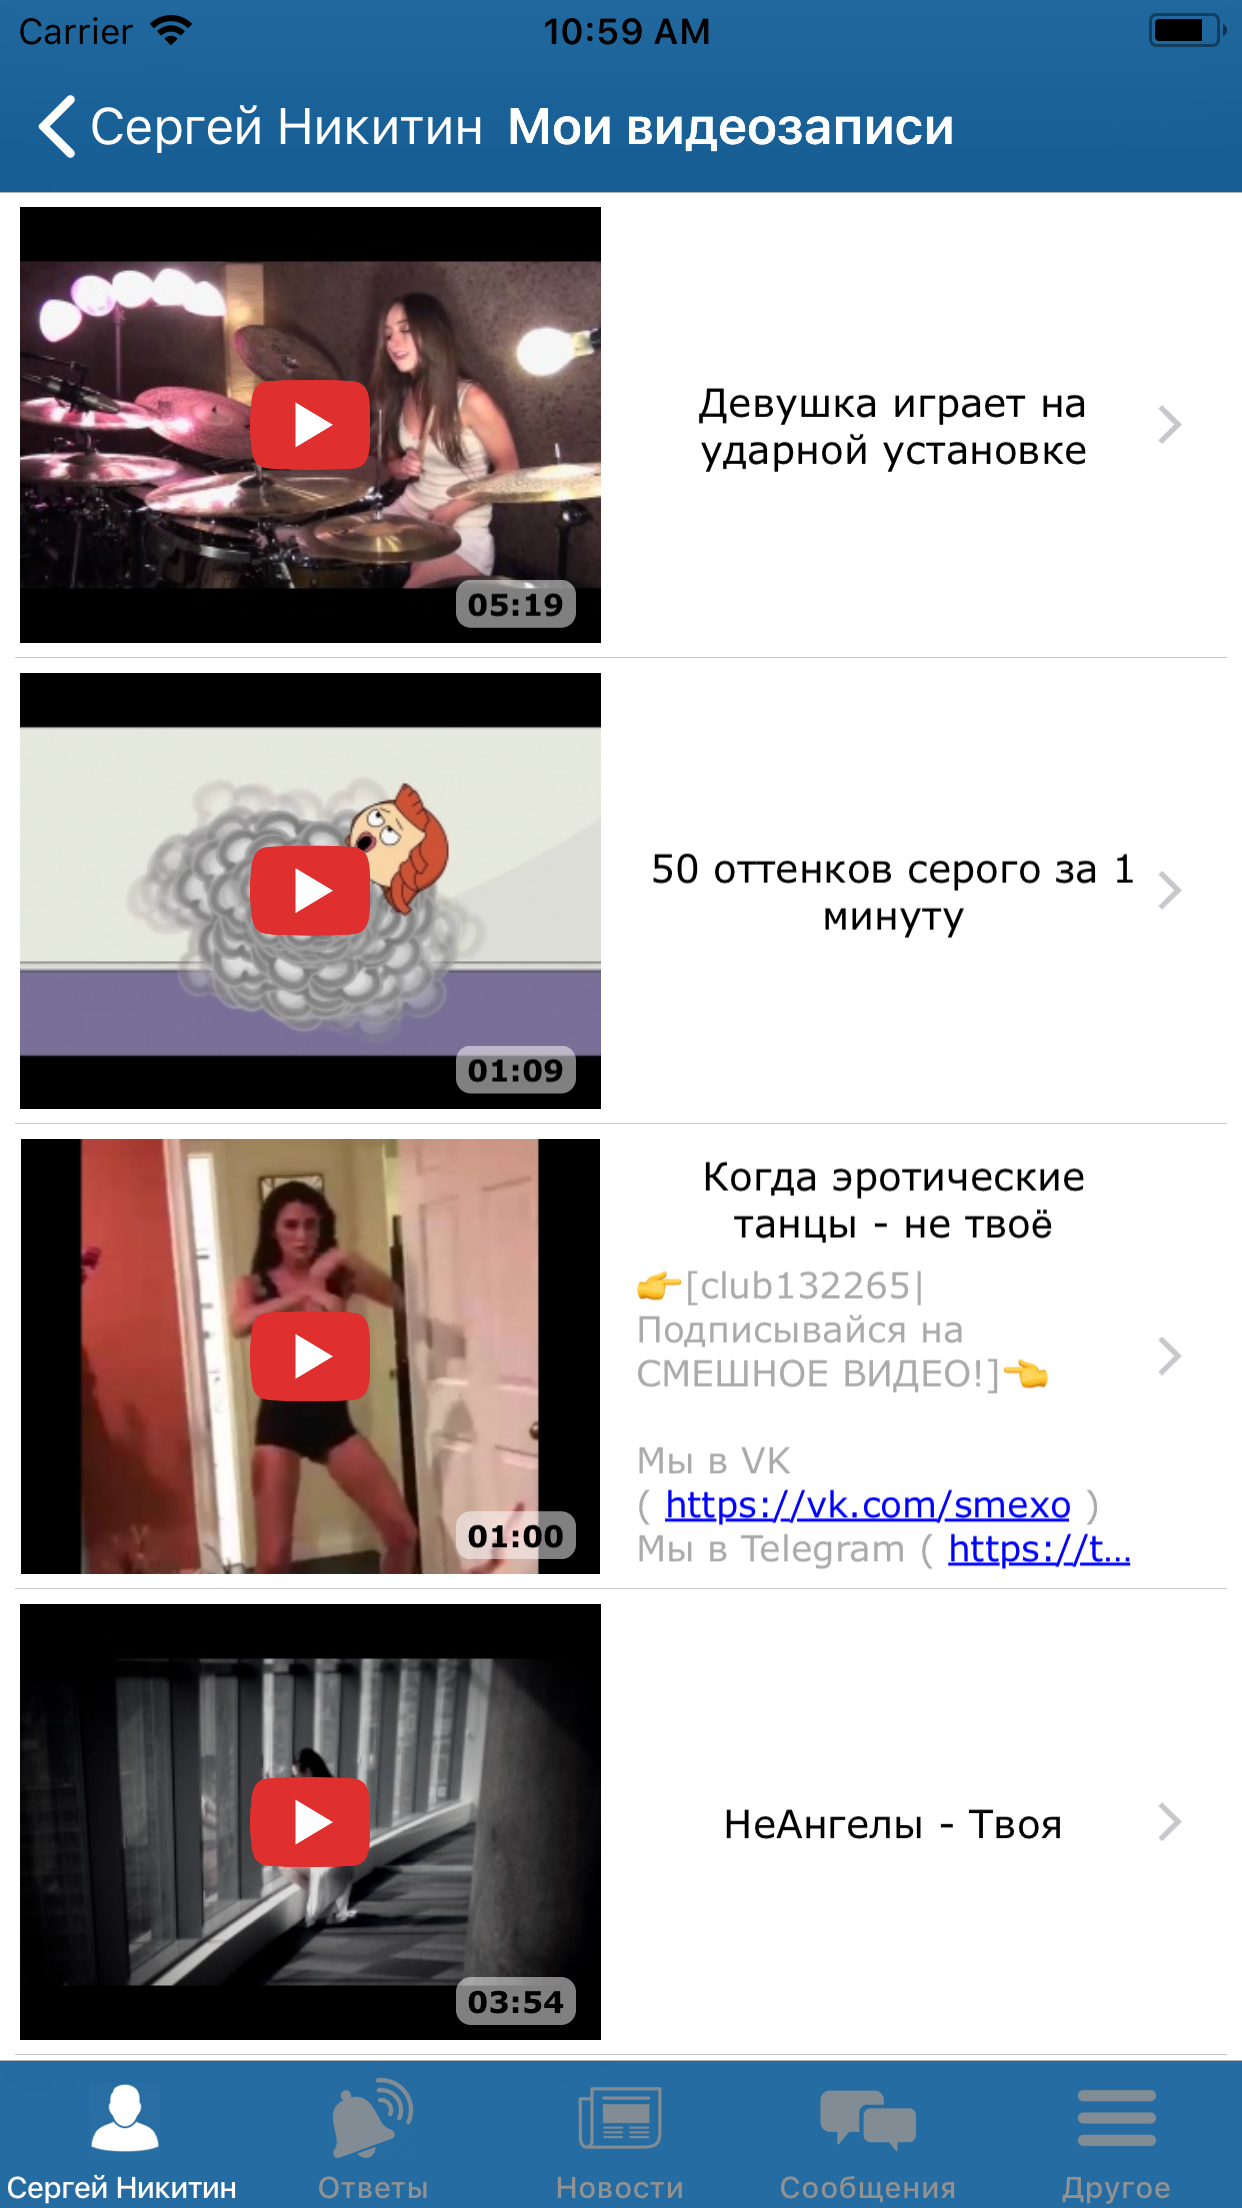 Carrier 10:59 AM
Сергей Никитин Мои видеозаписи
Девушка играет на
ударной установке
05:19
50 оттенков серого за 1
минуту
01:09
Когда эротические
танцы - не твоё
👉[club132265|
Подписывайся на
СМЕШНОЕ ВИДЕО!]👈
Мы в VK
( https://vk.com/smexo )
Мы в Telegram ( https://t...
01:00
НеАнгелы - Твоя
03:54
Сергей Никитин Ответы Новости Сообщения Другое